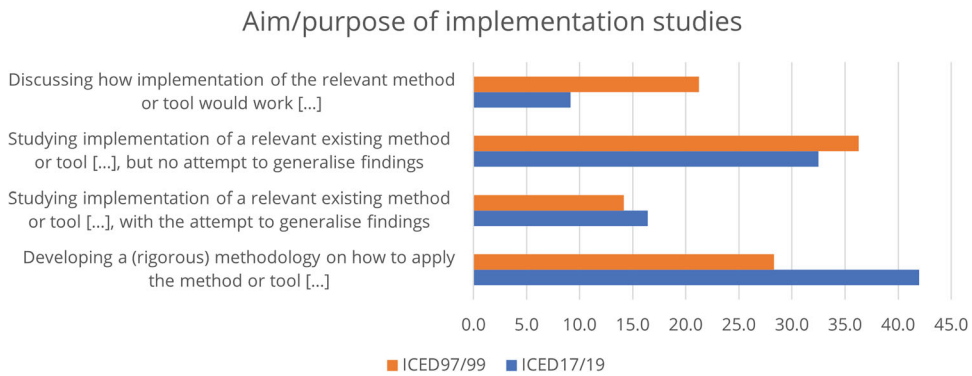 Aim/purpose of implementation studies
Discussing how implementation of the relevant method
or tool would work [...]
Studying implementation of a relevant existing method
or tool [...], but no attempt to generalise findings
Studying implementation of a relevant existing method
or tool [...], with the attempt to generalise findings
Developing a (rigorous) methodology on how to apply
the method or tool [...]
0.0 5.0 10.0 15.0 20.0 25.0 30.0 35.0 40.0 45.0
ICED97/99 ICED17/19